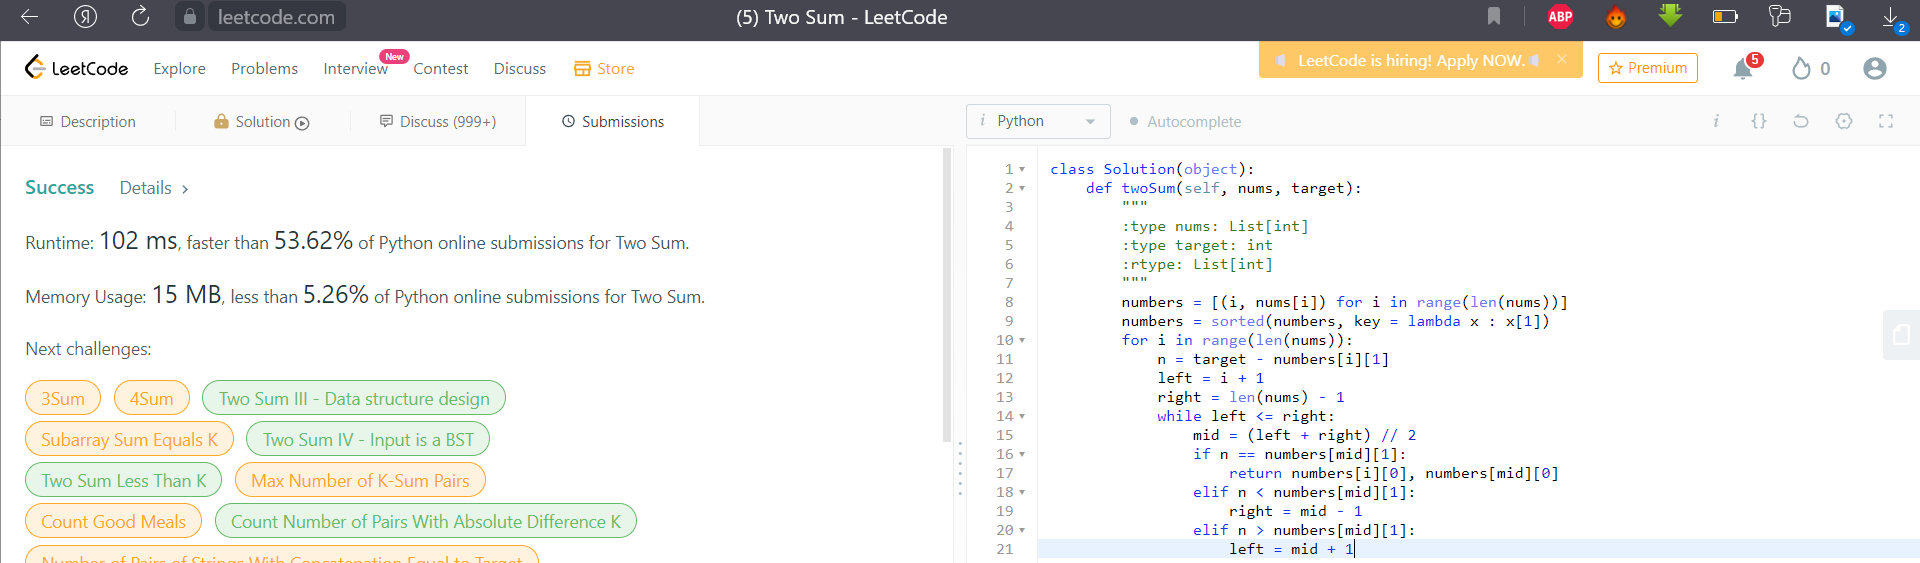 leetcode.com
(5) Two Sum - LeetCode
ABP
2
LeetCode
Explore
Problems
Interview
New
Contest
Discuss
Store
LeetCode is hiring! Apply NOW.
Premium
5
0
Description
Solution
Discuss (999+)
Submissions
Success Details
Runtime: 102 ms, faster than 53.62% of Python online submissions for Two Sum.
Memory Usage: 15 MB, less than 5.26% of Python online submissions for Two Sum.
Next challenges:
3Sum
4Sum
Two Sum III - Data structure design
Subarray Sum Equals K
Two Sum IV - Input is a BST
Two Sum Less Than K
Max Number of K-Sum Pairs
Count Good Meals
Count Number of Pairs With Absolute Difference K
Number of Pairs of Strings With Concatenation Equal to Target
i Python
Autocomplete
i {}
1 class Solution(object):
2 def twoSum(self, nums, target):
3 """
4 :type nums: List[int]
5 :type target: int
6 :rtype: List[int]
7 """
8 numbers = [(i, nums[i]) for i in range(len(nums))]
9 numbers = sorted(numbers, key = lambda x : x[1])
10 for i in range(len(nums)):
11 n = target - numbers[i][1]
12 left = i + 1
13 right = len(nums) - 1
14 while left <= right:
15 mid = (left + right) // 2
16 if n == numbers[mid][1]:
17 return numbers[i][0], numbers[mid][0]
18 elif n < numbers[mid][1]:
19 right = mid - 1
20 elif n > numbers[mid][1]:
21 left = mid + 1